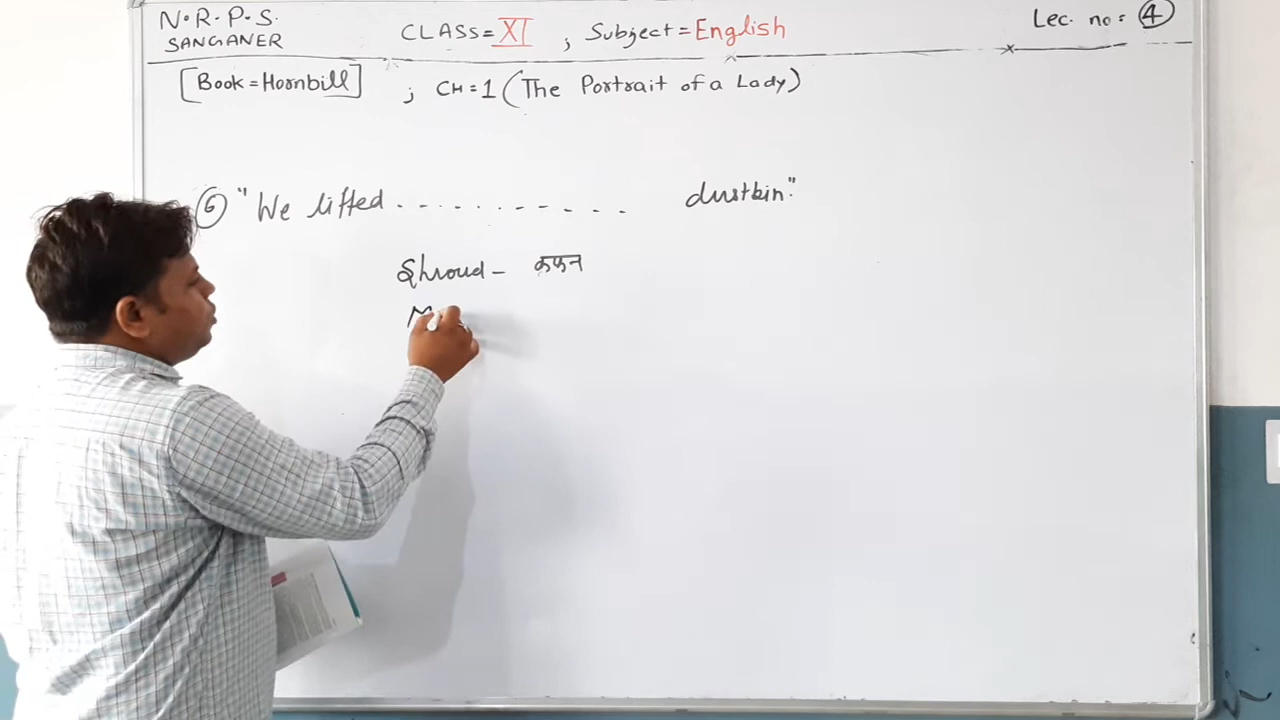 N.R.P.S.
SANGANER
CLASS = XI , Subject = English
Lec. no: 4
[Book = Hornbill] ; CH = 1 (The Portrait of a Lady)
6 "We lifted . . . . . . . . . . . dustbin."
Shroud - कफन
M